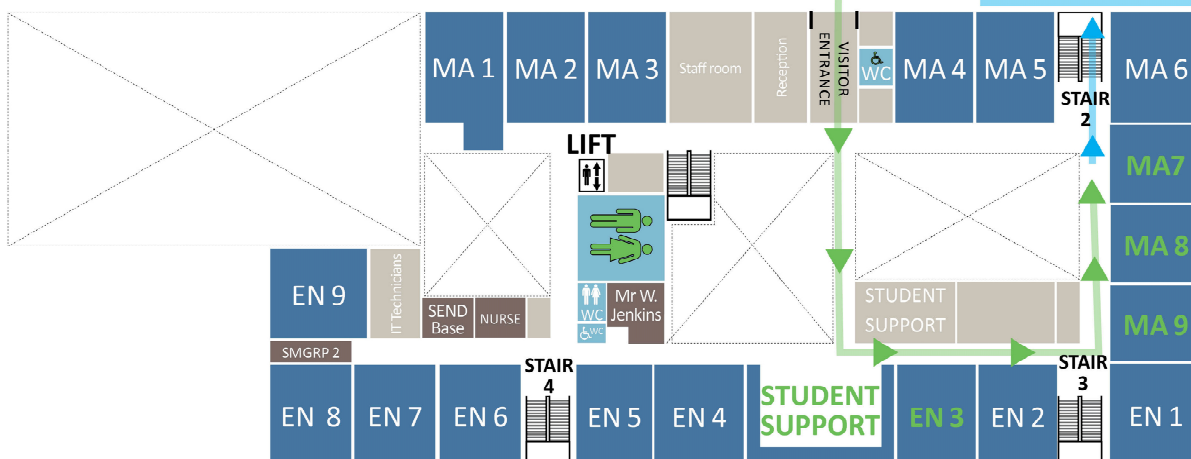 MA 1
MA 2
MA 3
Staff room
Reception
VISITOR
ENTRANCE
WC
MA 4
MA 5
STAIR
2
MA 6
LIFT
MA7
MA 8
MA 9
EN 9
IT Technicians
SEND
Base
NURSE
WC
WC
Mr W.
Jenkins
STUDENT
SUPPORT
SMGRP 2
EN 8
EN 7
EN 6
STAIR
4
EN 5
EN 4
STUDENT
SUPPORT
EN 3
EN 2
STAIR
3
EN 1